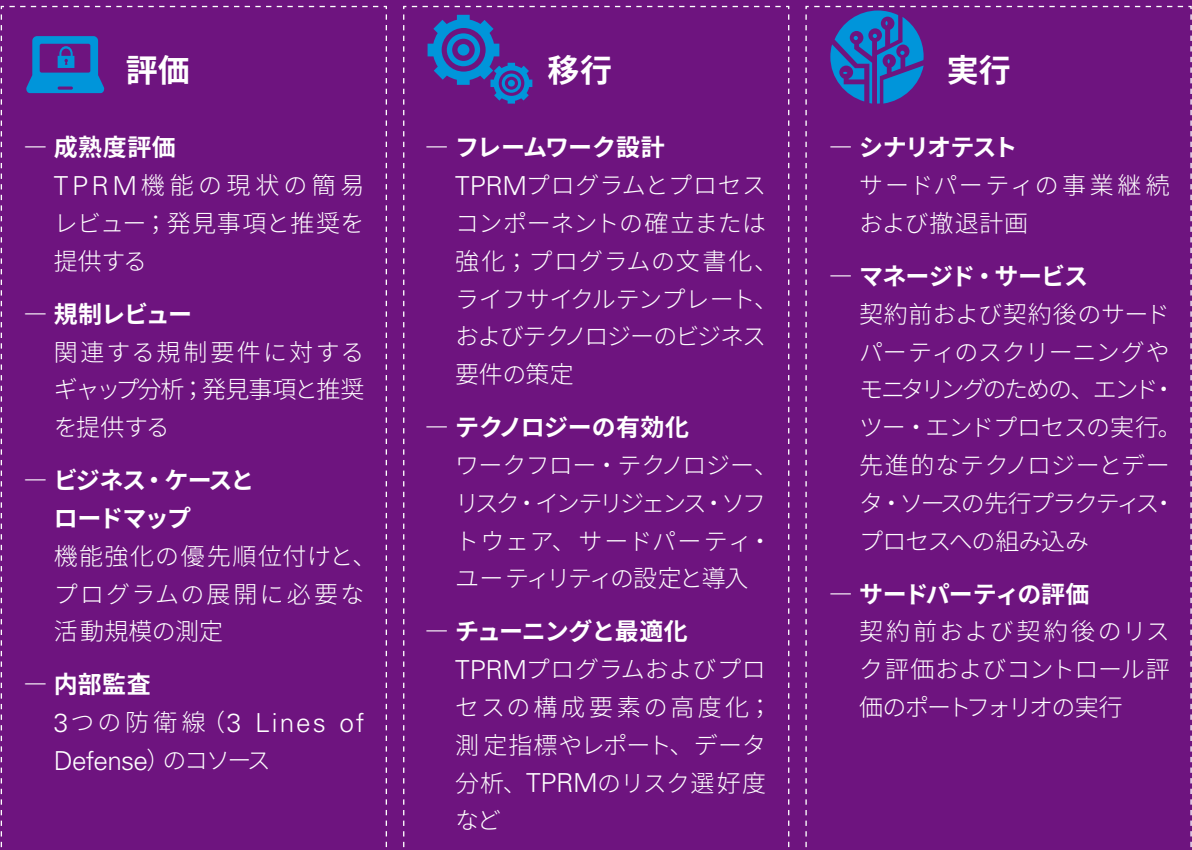 評価
― 成熟度評価
TPRM機能の現状の簡易
レビュー；発見事項と推奨を
提供する
― 規制レビュー
関連する規制要件に対する
ギャップ分析；発見事項と推奨
を提供する
― ビジネス・ケースと
ロードマップ
機能強化の優先順位付けと、
プログラムの展開に必要な
活動規模の測定
― 内部監査
3つの防衛線（3 Lines of
Defense）のコソース
移行
― フレームワーク設計
TPRMプログラムとプロセス
コンポーネントの確立または
強化；プログラムの文書化、
ライフサイクルテンプレート、
およびテクノロジーのビジネス
要件の策定
― テクノロジーの有効化
ワークフロー・テクノロジー、
リスク・インテリジェンス・ソフ
トウェア、サードパーティ・
ユーティリティの設定と導入
― チューニングと最適化
TPRMプログラムおよびプロ
セスの構成要素の高度化；
測定指標やレポート、データ
分析、TPRMのリスク選好度
など
実行
― シナリオテスト
サードパーティの事業継続
および撤退計画
― マネージド・サービス
契約前および契約後のサード
パーティのスクリーニングや
モニタリングのための、エンド・
ツー・エンドプロセスの実行。
先進的なテクノロジーとデー
タ・ソースの先行プラクティス・
プロセスへの組み込み
― サードパーティの評価
契約前および契約後のリス
ク評価およびコントロール評
価のポートフォリオの実行